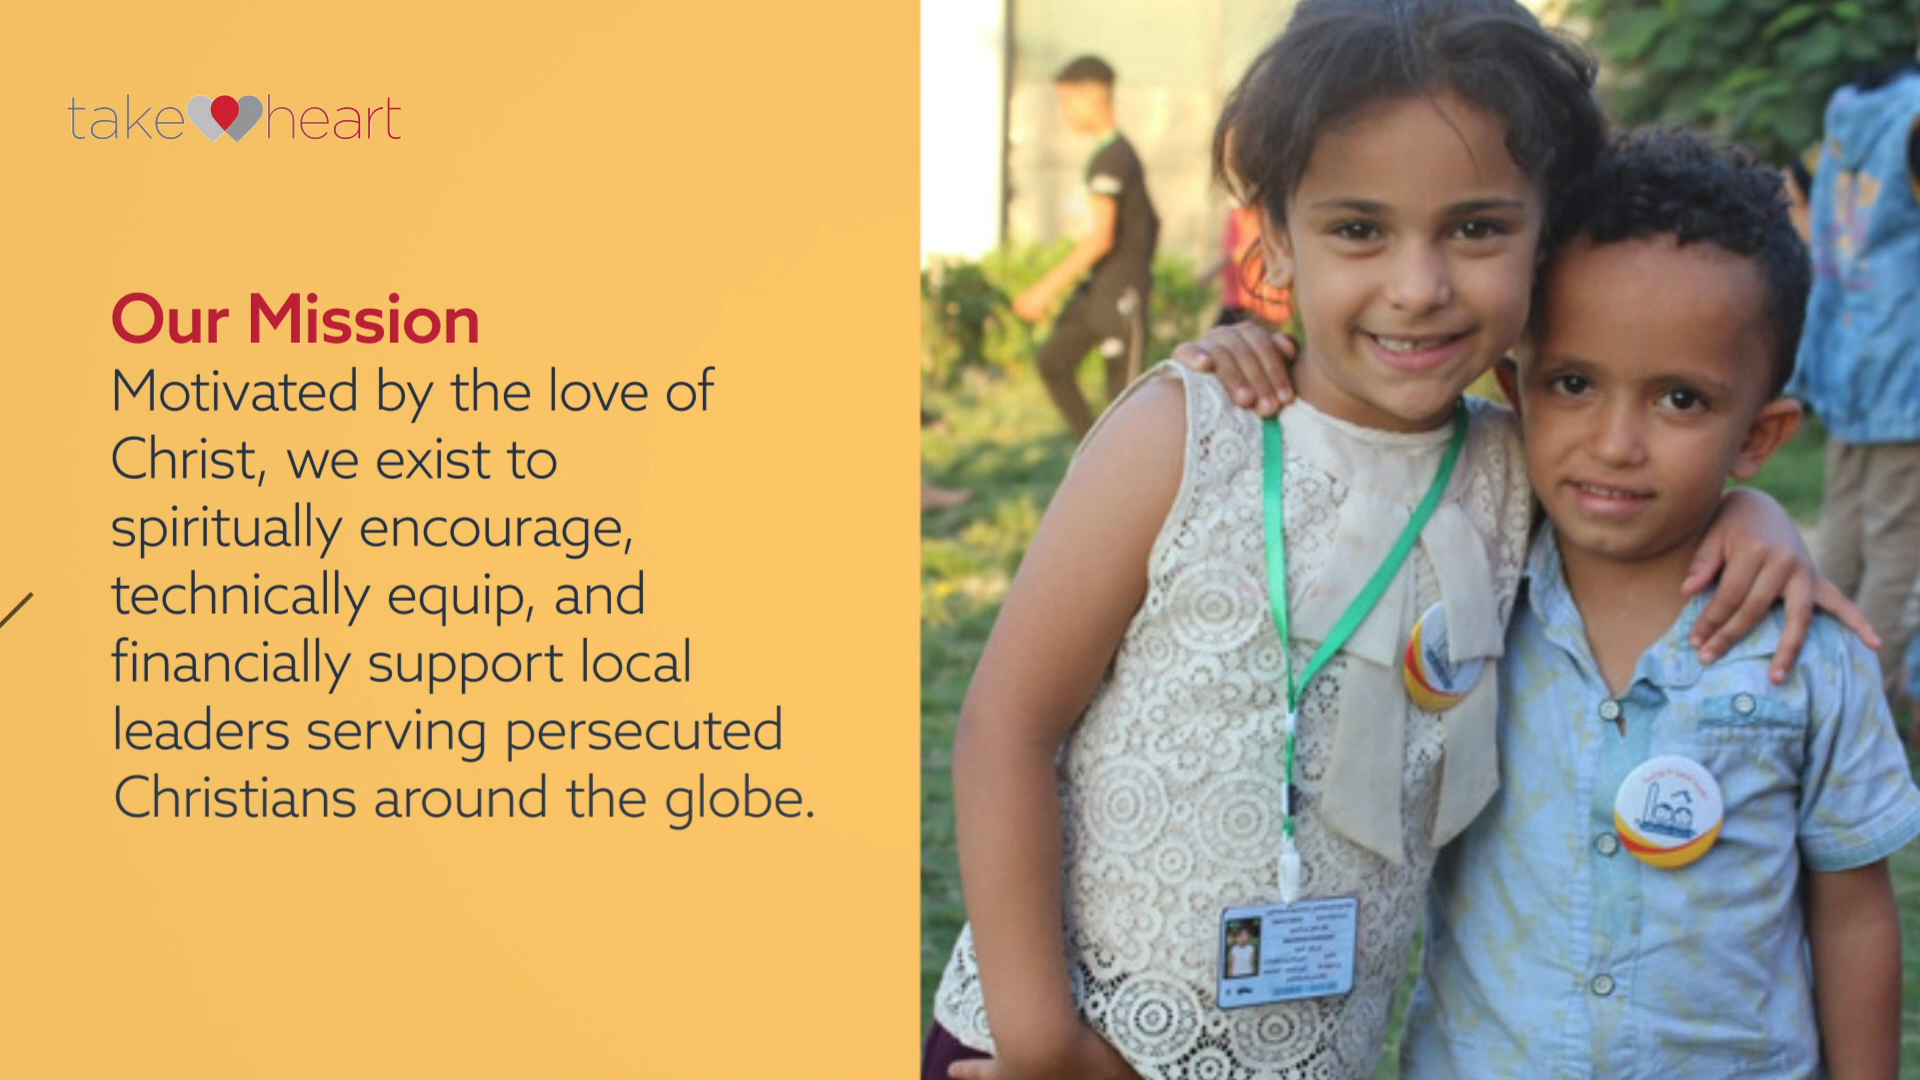 take heart
Our Mission
Motivated by the love of
Christ, we exist to
spiritually encourage,
technically equip, and
financially support local
leaders serving persecuted
Christians around the globe.